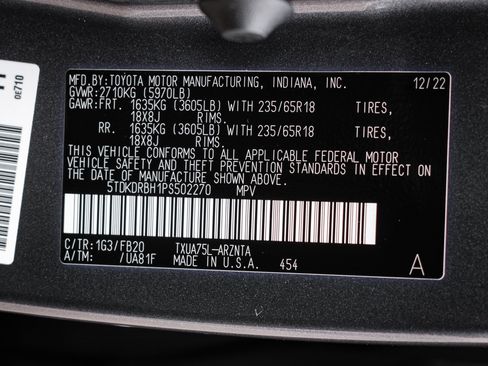 MFD.BY:TOYOTA MOTOR MANUFACTURING, INDIANA, INC. 12/22
GVWR:2710KG (5970LB)
GAWR:FRT. 1635KG (3605LB) WITH 235/65R18 TIRES,
18X8J RIMS.
RR. 1635KG (3605LB) WITH 235/65R18 TIRES,
18X8J RIMS.
THIS VEHICLE CONFORMS TO ALL APPLICABLE FEDERAL MOTOR
VEHICLE SAFETY AND THEFT PREVENTION STANDARDS IN EFFECT ON
THE DATE OF MANUFACTURE SHOWN ABOVE.
5TDKDRBH1PS502270 MPV
C/TR:1G3/FB20 TXUA75L-ARZNTA
A/TM: /UA81F MADE IN U.S.A. 454 A
0E710